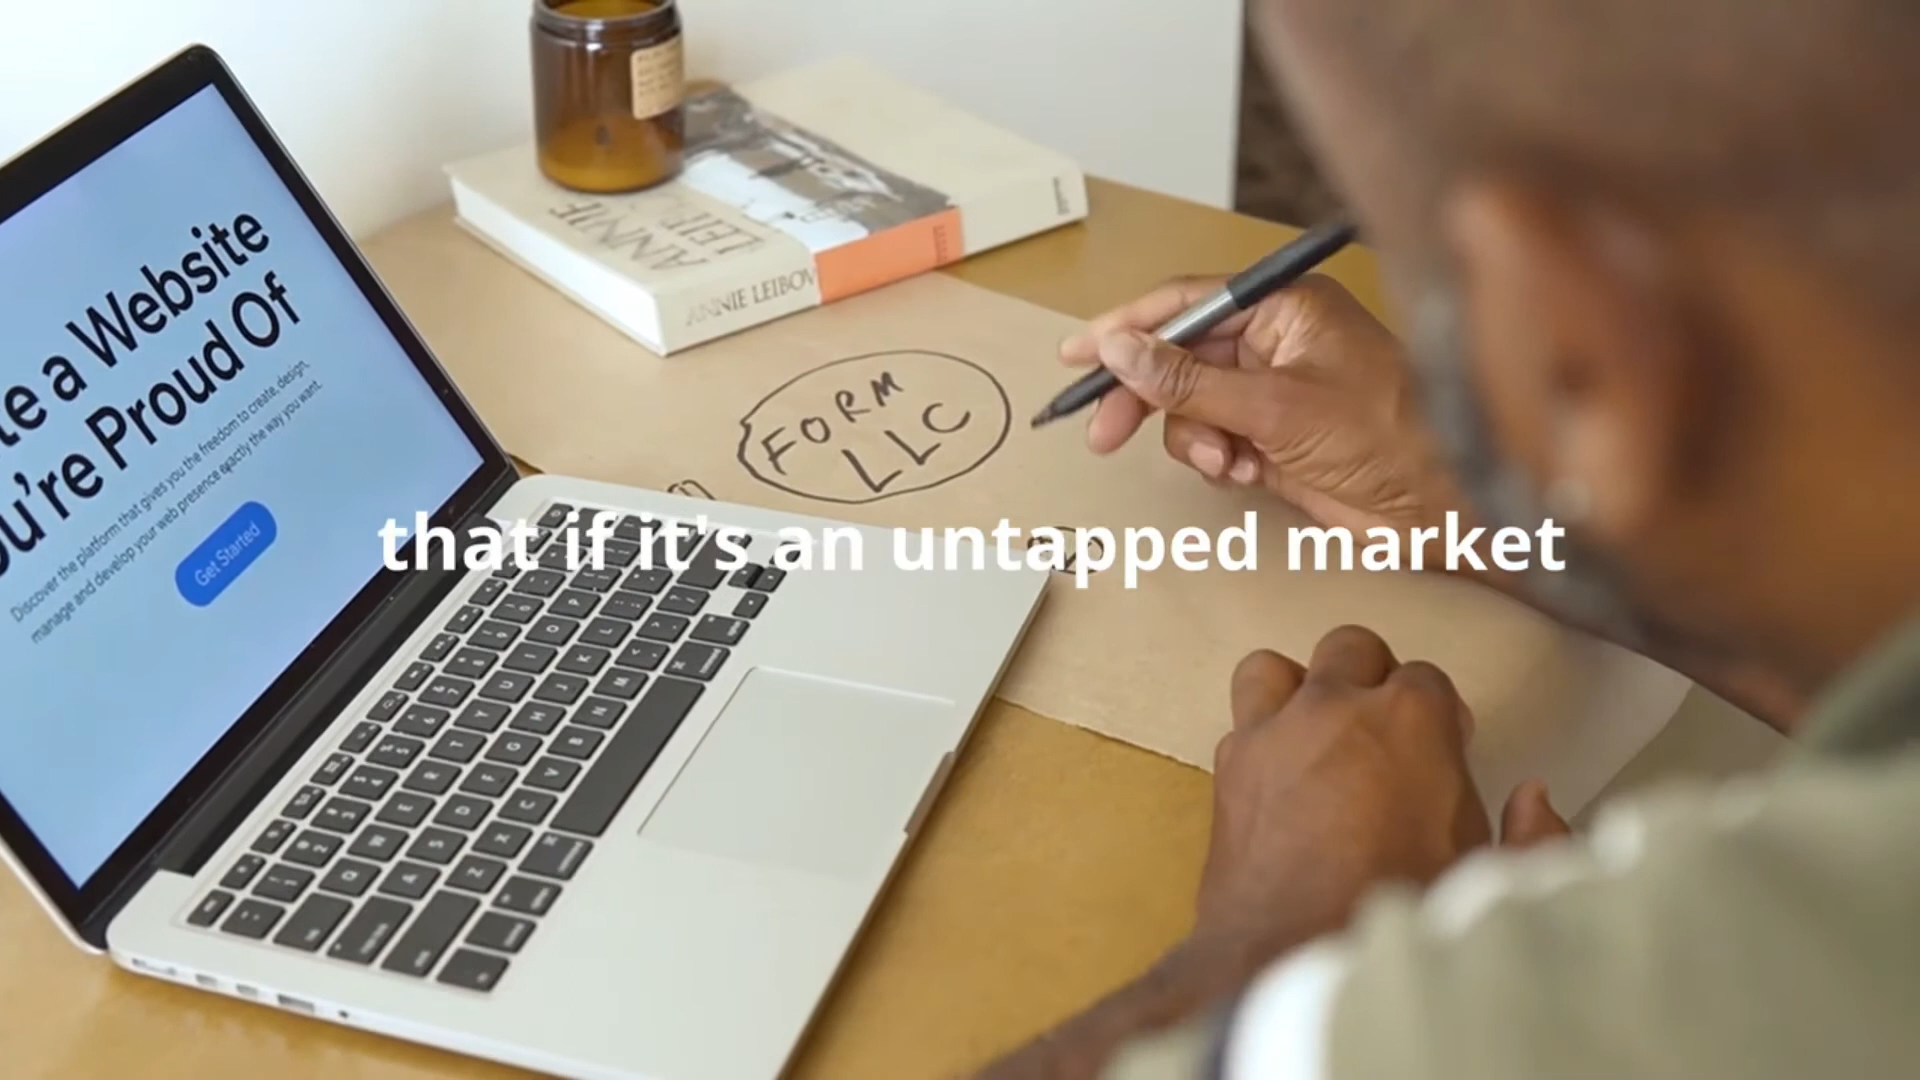 te a Website
ou're Proud Of
Discover the platform that gives you the freedom to create, design,
manage and develop your web presence exactly the way you want.
Get Started
ANNIE
ANNIE LEIBOV
FORM
LLC
that if it's an untapped market